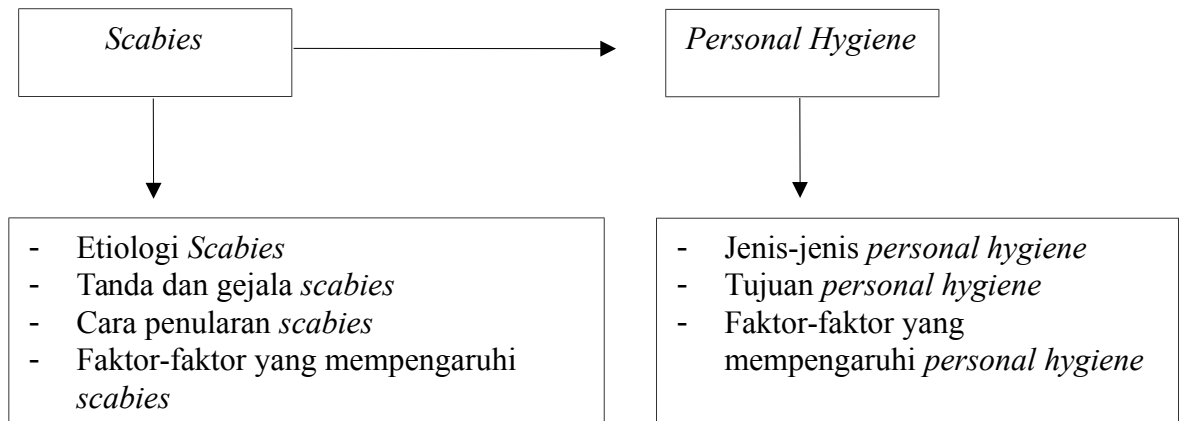 Scabies
Personal Hygiene
- Etiologi Scabies
- Tanda dan gejala scabies
- Cara penularan scabies
- Faktor-faktor yang mempengaruhi
scabies
- Jenis-jenis personal hygiene
- Tujuan personal hygiene
- Faktor-faktor yang
mempengaruhi personal hygiene